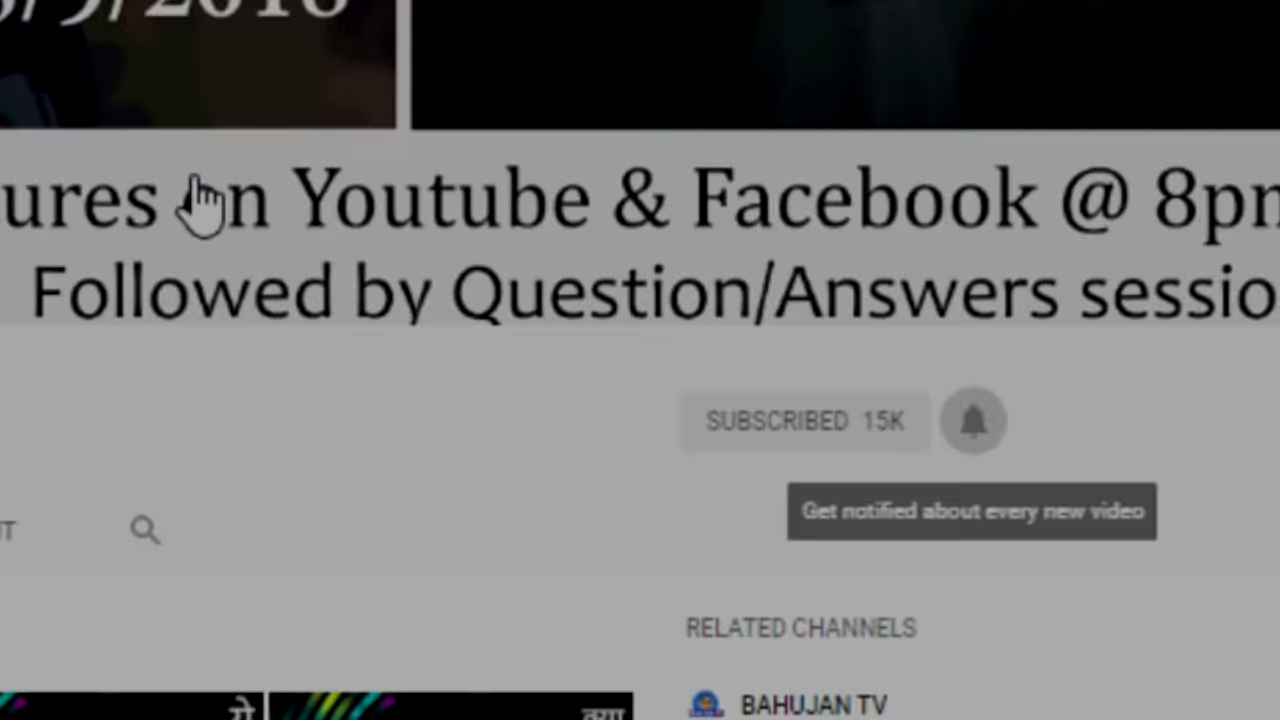 ures on Youtube & Facebook @ 8pm
Followed by Question/Answers sessio
SUBSCRIBED 15K
Get notified about every new video
RELATED CHANNELS
BAHUJAN TV
ये
क्या